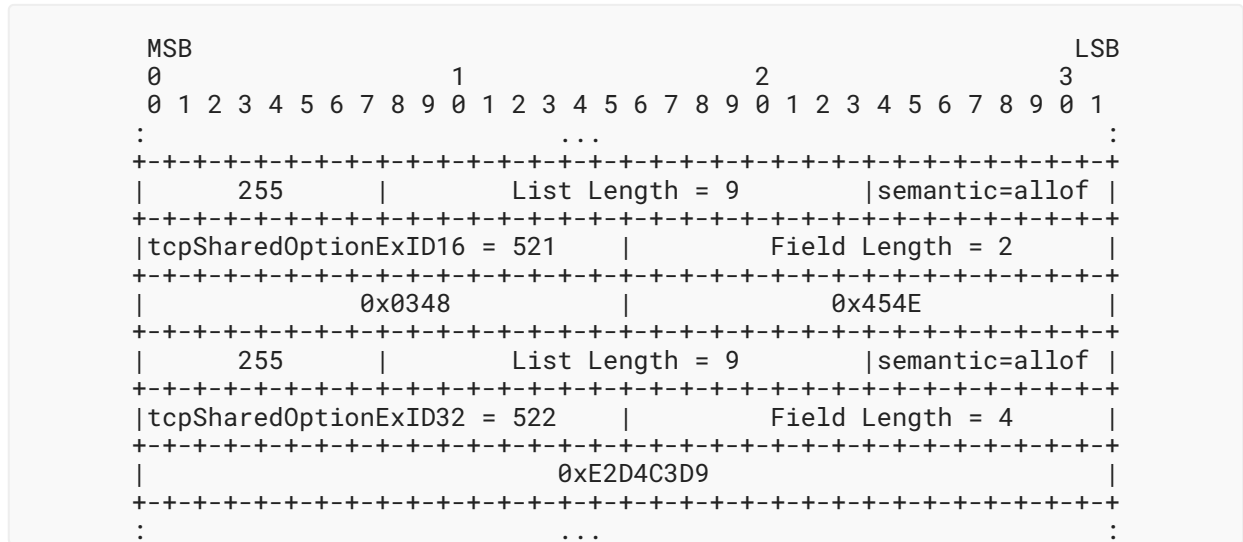 MSB                                                           LSB
 0                   1                   2                   3
 0 1 2 3 4 5 6 7 8 9 0 1 2 3 4 5 6 7 8 9 0 1 2 3 4 5 6 7 8 9 0 1
:                            ...                                :
+-+-+-+-+-+-+-+-+-+-+-+-+-+-+-+-+-+-+-+-+-+-+-+-+-+-+-+-+-+-+-+-+
|      255      |        List Length = 9        |semantic=allof |
+-+-+-+-+-+-+-+-+-+-+-+-+-+-+-+-+-+-+-+-+-+-+-+-+-+-+-+-+-+-+-+-+
|tcpSharedOptionExID16 = 521    |         Field Length = 2      |
+-+-+-+-+-+-+-+-+-+-+-+-+-+-+-+-+-+-+-+-+-+-+-+-+-+-+-+-+-+-+-+-+
|              0x0348           |             0x454E            |
+-+-+-+-+-+-+-+-+-+-+-+-+-+-+-+-+-+-+-+-+-+-+-+-+-+-+-+-+-+-+-+-+
|      255      |        List Length = 9        |semantic=allof |
+-+-+-+-+-+-+-+-+-+-+-+-+-+-+-+-+-+-+-+-+-+-+-+-+-+-+-+-+-+-+-+-+
|tcpSharedOptionExID32 = 522    |         Field Length = 4      |
+-+-+-+-+-+-+-+-+-+-+-+-+-+-+-+-+-+-+-+-+-+-+-+-+-+-+-+-+-+-+-+-+
|                           0xE2D4C3D9                          |
+-+-+-+-+-+-+-+-+-+-+-+-+-+-+-+-+-+-+-+-+-+-+-+-+-+-+-+-+-+-+-+-+
:                            ...                                :